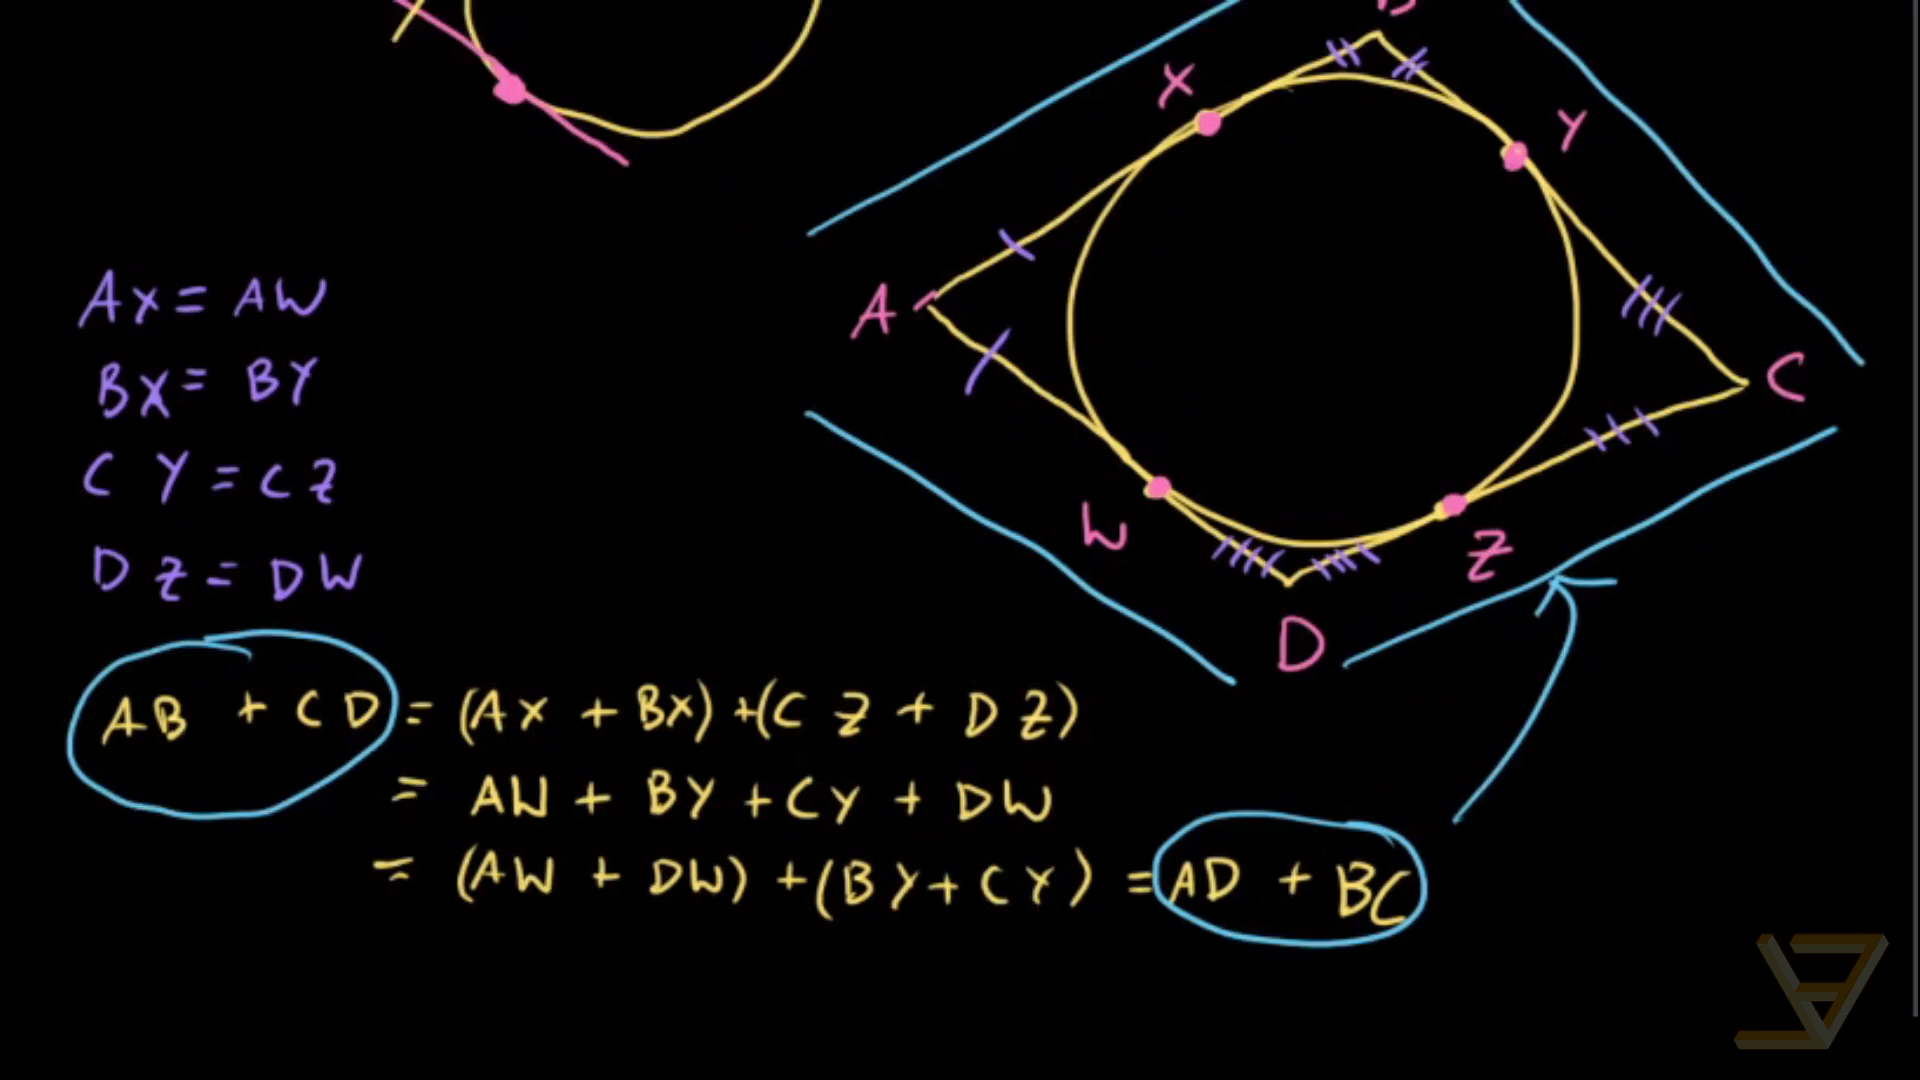 B
X
Y
A
C
W
Z
D
AX = AW
BX = BY
CY = CZ
DZ = DW
AB + CD = (AX + BX) + (CZ + DZ)
= AW + BY + CY + DW
= (AW + DW) + (BY + CY) = AD + BC